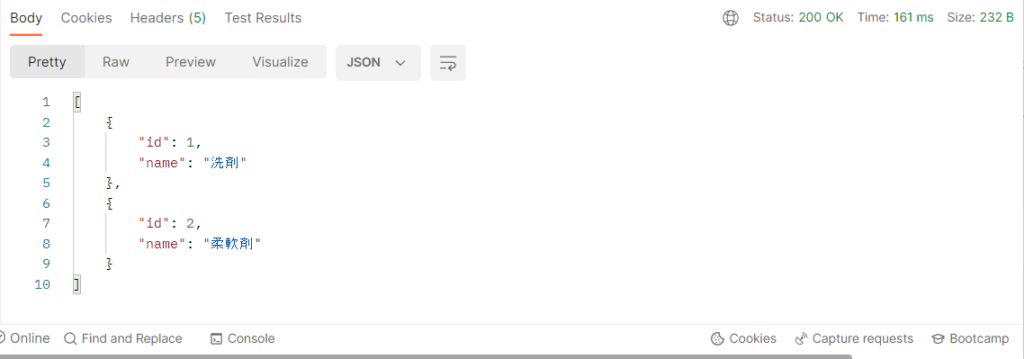 Body Cookies Headers (5) Test Results Status: 200 OK Time: 161 ms Size: 232 B
Pretty Raw Preview Visualize JSON
1 [
2 {
3 "id": 1,
4 "name": "洗剤"
5 },
6 {
7 "id": 2,
8 "name": "柔軟剤"
9 }
10 ]
Online Find and Replace Console Cookies Capture requests Bootcamp